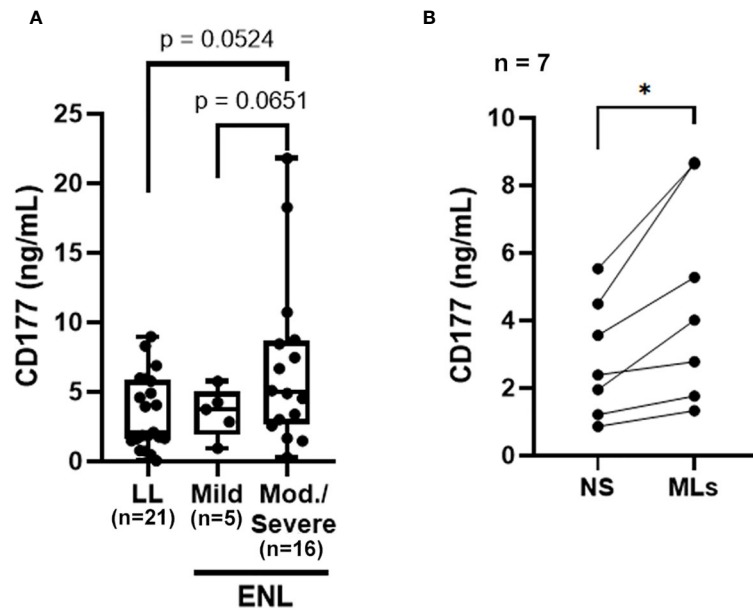 A
p = 0.0524
p = 0.0651
25
20
15
10
5
0
CD177 (ng/mL)
LL
(n=21)
Mild
(n=5)
Mod./
Severe
(n=16)
ENL
B
n = 7
*
10
8
6
4
2
0
CD177 (ng/mL)
NS
MLs